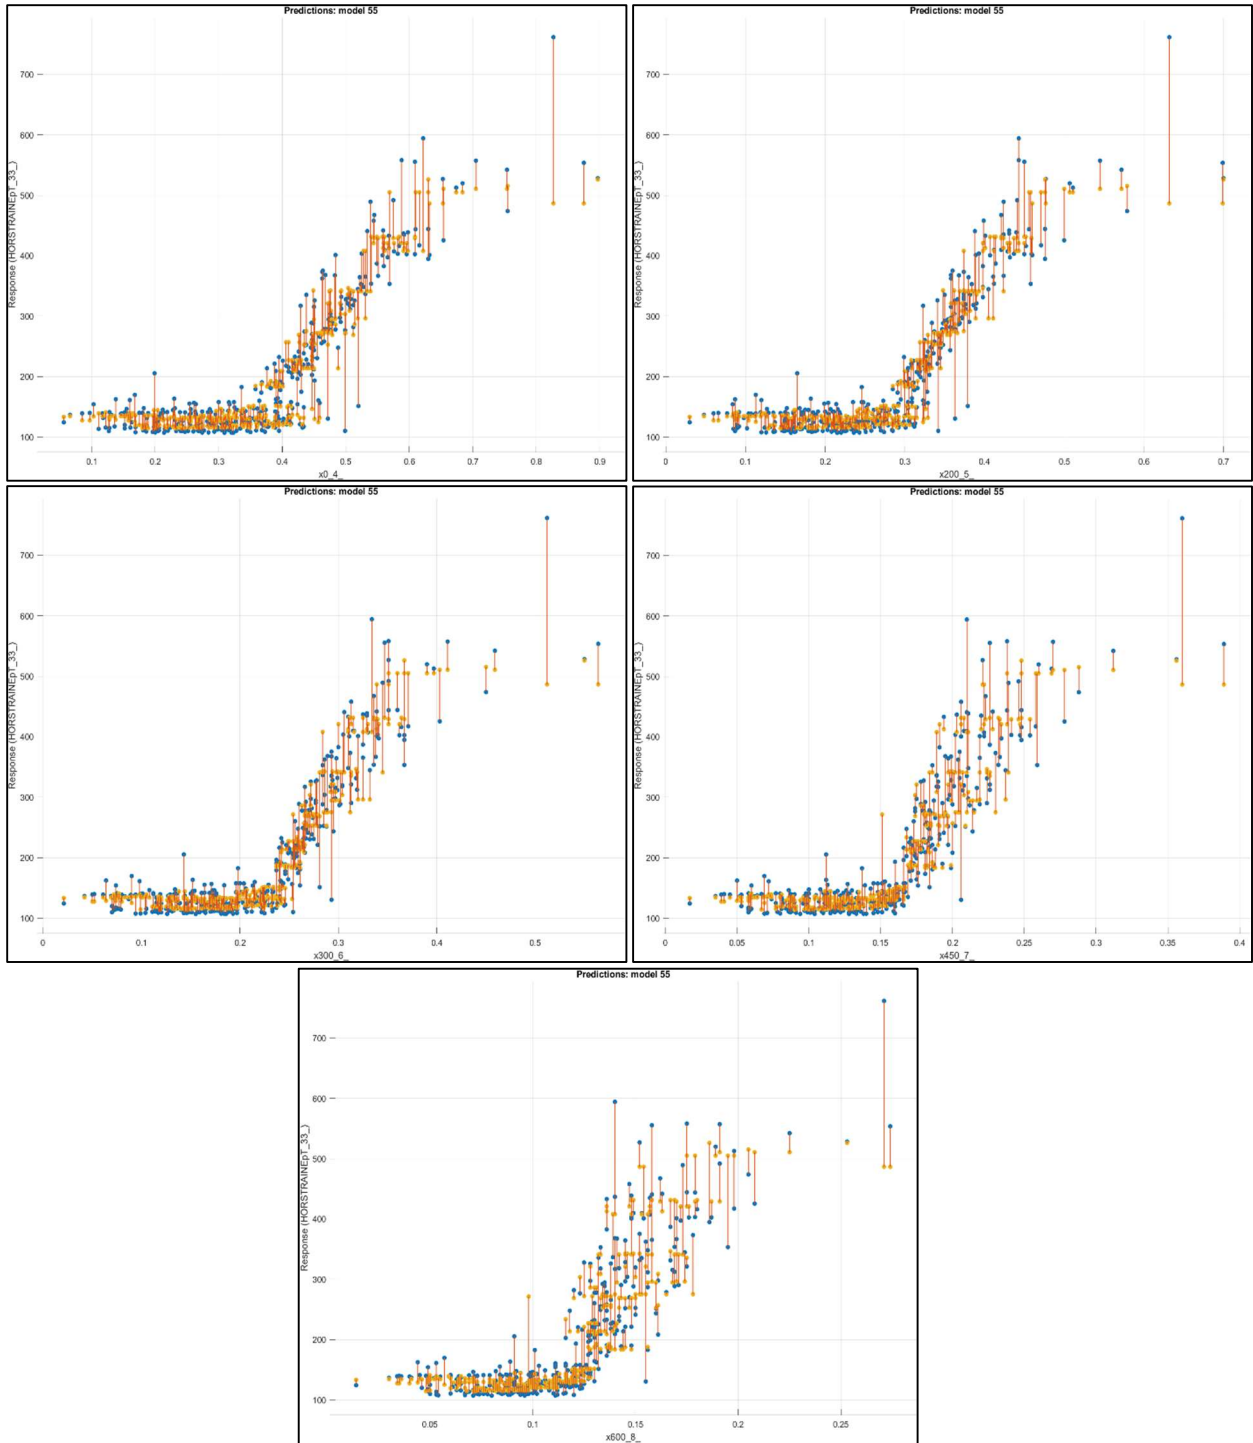 Predictions: model 55
700
600
500
400
300
200
100
Response (HORSTRAINEpT_33_)
0.1 0.2 0.3 0.4 0.5 0.6 0.7 0.8 0.9
x0_4_
Predictions: model 55
700
600
500
400
300
200
100
Response (HORSTRAINEpT_33_)
0 0.1 0.2 0.3 0.4 0.5 0.6 0.7
x200_5_
Predictions: model 55
700
600
500
400
300
200
100
Response (HORSTRAINEpT_33_)
0 0.1 0.2 0.3 0.4 0.5
x300_6_
Predictions: model 55
700
600
500
400
300
200
100
Response (HORSTRAINEpT_33_)
0 0.05 0.1 0.15 0.2 0.25 0.3 0.35 0.4
x450_7_
Predictions: model 55
700
600
500
400
300
200
100
Response (HORSTRAINEpT_33_)
0.05 0.1 0.15 0.2 0.25
x600_8_